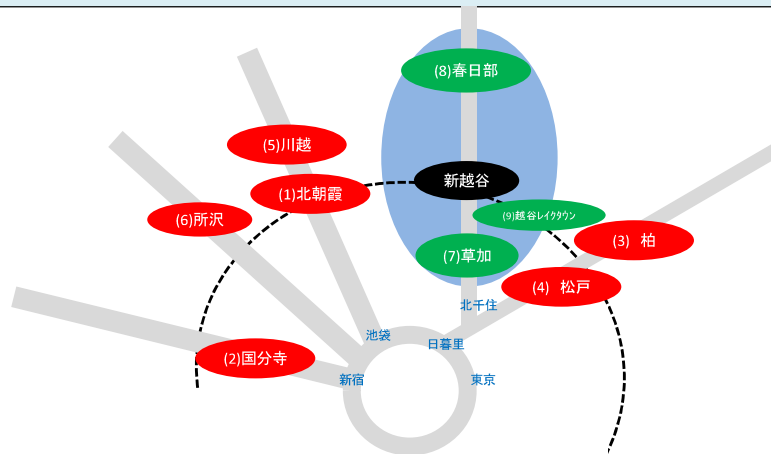 (8)春日部
(5)川越
新越谷
(1)北朝霞
(9)越谷レイクタウン
(6)所沢
(3) 柏
(7)草加
(4) 松戸
北千住
池袋
日暮里
(2)国分寺
新宿
東京